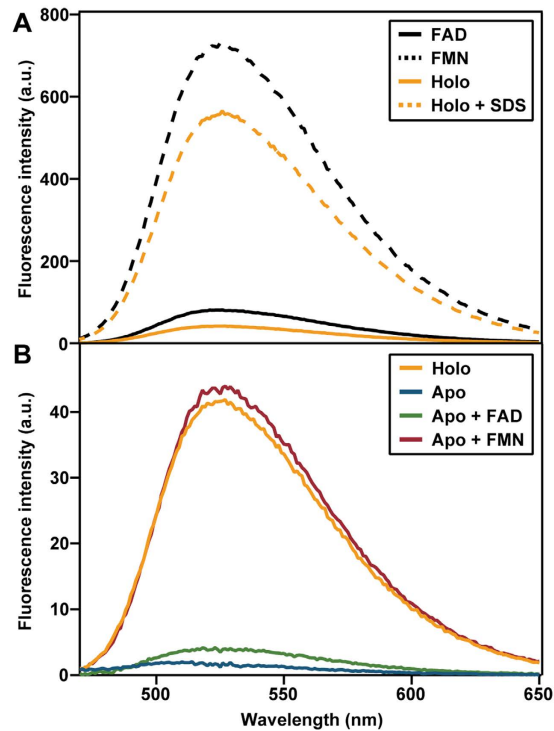 A
800
600
400
200
0
Fluorescence intensity (a.u.)
FAD
FMN
Holo
Holo + SDS
B
40
30
20
10
0
Fluorescence intensity (a.u.)
Holo
Apo
Apo + FAD
Apo + FMN
500
550
600
650
Wavelength (nm)